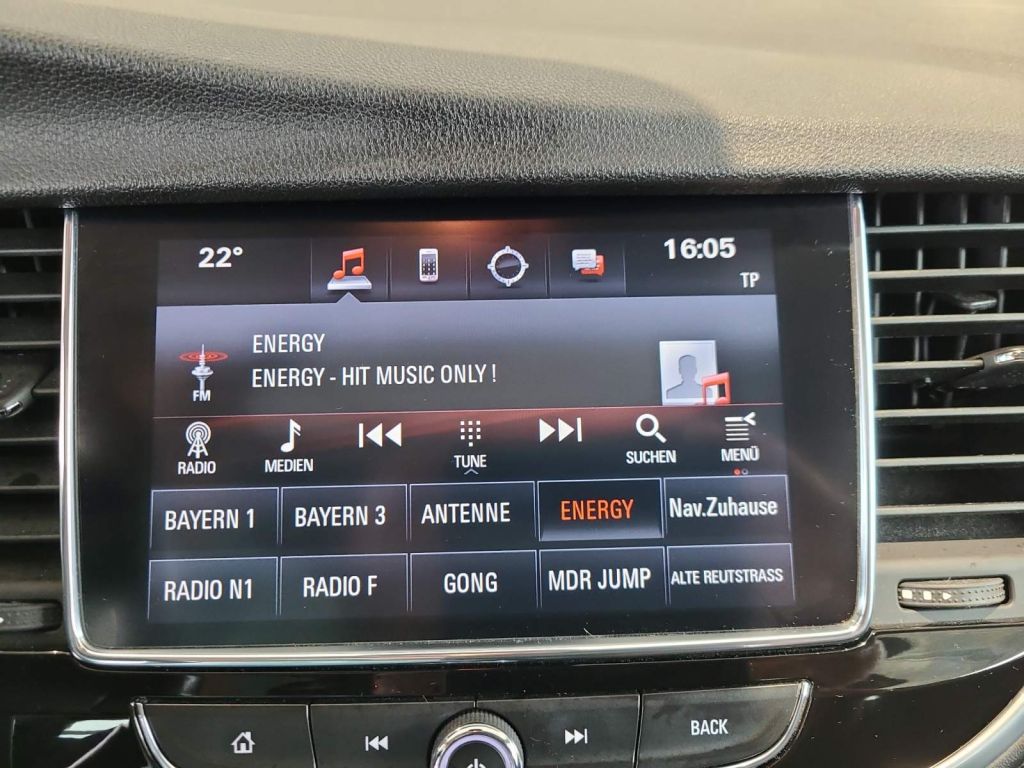 22° 16:05
TP
ENERGY
ENERGY - HIT MUSIC ONLY !
FM
RADIO MEDIEN TUNE SUCHEN MENÜ
BAYERN 1 BAYERN 3 ANTENNE ENERGY Nav.Zuhause
RADIO N1 RADIO F GONG MDR JUMP ALTE REUTSTRASS
BACK